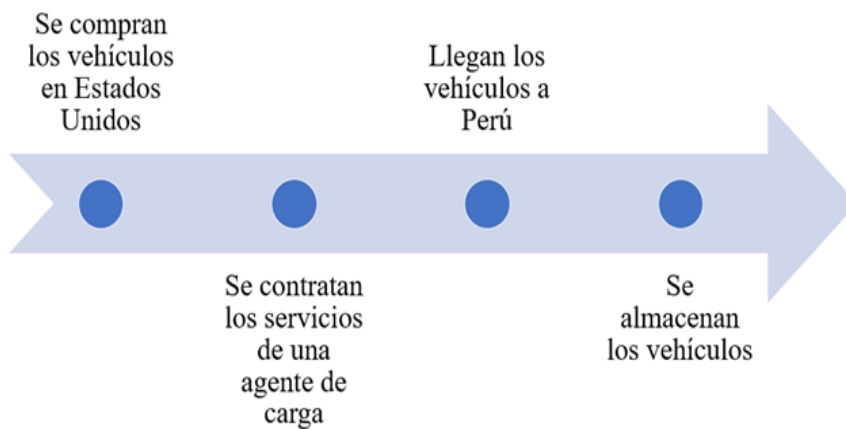 Se compran
los vehículos
en Estados
Unidos
Se contratan
los servicios
de una
agente de
carga
Llegan los
vehículos a
Perú
Se
almacenan
los vehículos